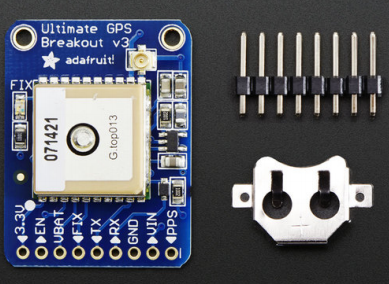 Ultimate GPS
Breakout v3
adafruit!
FIX
071421
G.top013
3.3V
EN
VBAT
FIX
TX
RX
GND
VIN
PPS